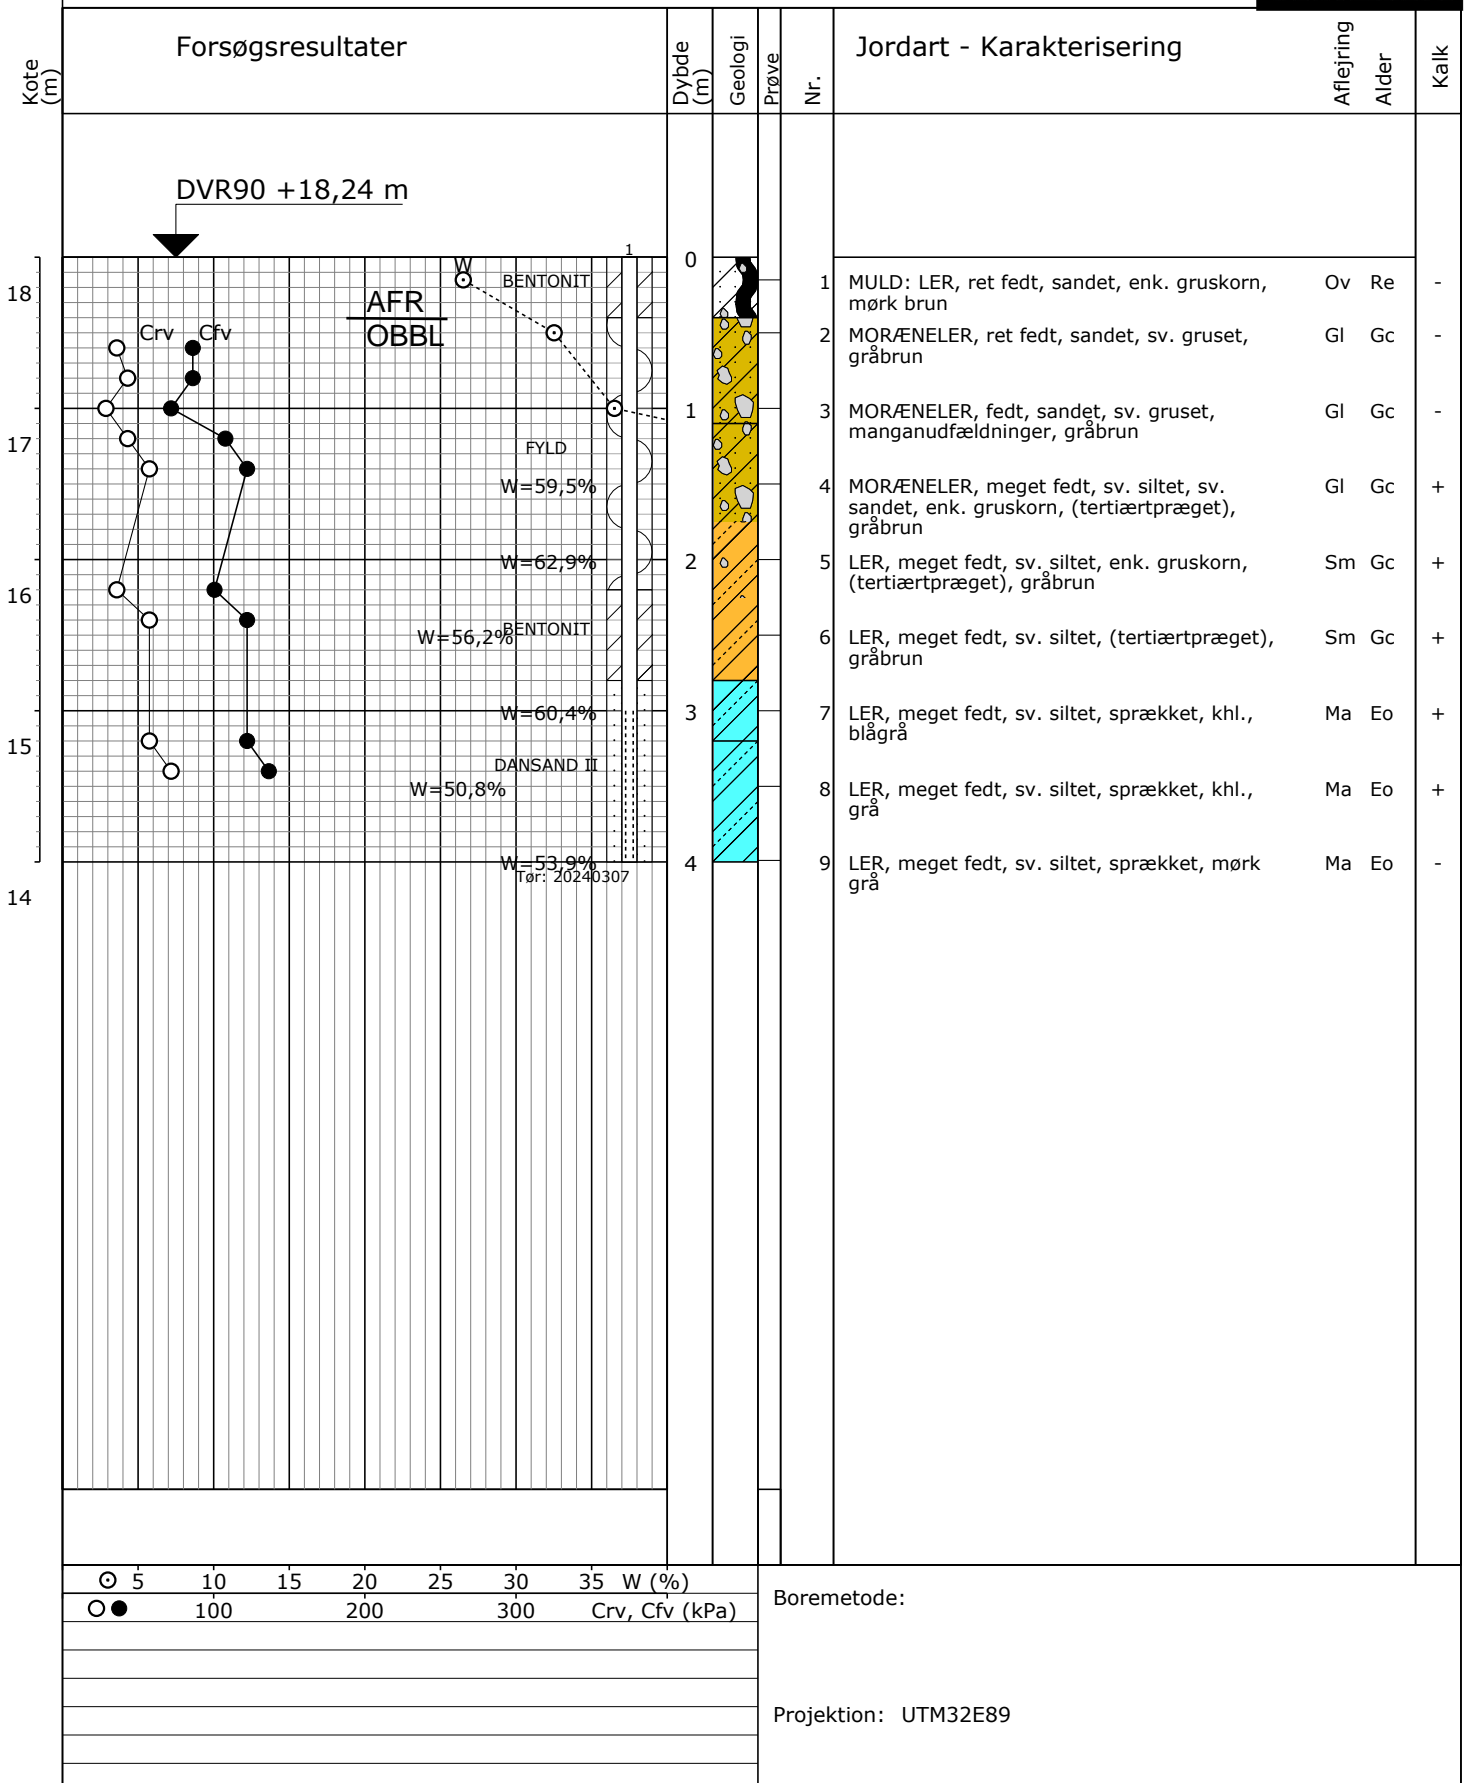 Kote (m)
Forsøgsresultater
Dybde (m)
Geologi
Prøve
Nr.
Jordart - Karakterisering
Aflejring
Alder
Kalk
DVR90 +18,24 m
1
W
BENTONIT
AFR
OBBL
Crv Cfv
FYLD
W=59,5%
W=62,9%
BENTONIT
W=56,2%
W=60,4%
DANSAND II
W=50,8%
W=53,9%
Tør: 20240307
18
17
16
15
14
0
1
2
3
4
1 MULD: LER, ret fedt, sandet, enk. gruskorn, Ov Re -
mørk brun
2 MORÆNELER, ret fedt, sandet, sv. gruset, Gl Gc -
gråbrun
3 MORÆNELER, fedt, sandet, sv. gruset, Gl Gc -
manganudfældninger, gråbrun
4 MORÆNELER, meget fedt, sv. siltet, sv. Gl Gc +
sandet, enk. gruskorn, (tertiærtpræget),
gråbrun
5 LER, meget fedt, sv. siltet, enk. gruskorn, Sm Gc +
(tertiærtpræget), gråbrun
6 LER, meget fedt, sv. siltet, (tertiærtpræget), Sm Gc +
gråbrun
7 LER, meget fedt, sv. siltet, sprækket, khl., Ma Eo +
blågrå
8 LER, meget fedt, sv. siltet, sprækket, khl., Ma Eo +
grå
9 LER, meget fedt, sv. siltet, sprækket, mørk Ma Eo -
grå
5 10 15 20 25 30 35 W (%)
100 200 300 Crv, Cfv (kPa)
Boremetode:
Projektion: UTM32E89